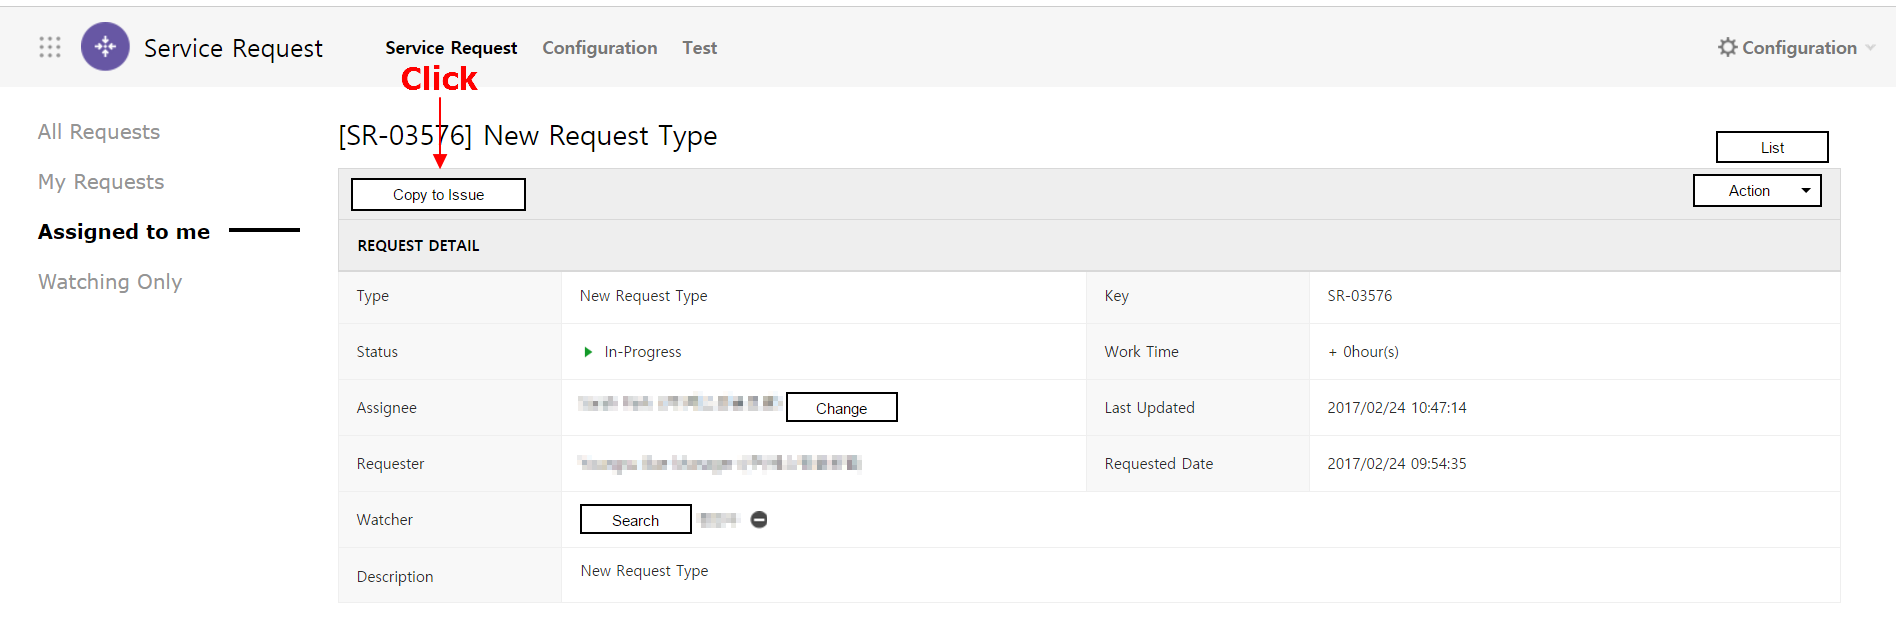 Service Request
Service Request Configuration Test
Configuration
Click
All Requests
My Requests
Assigned to me
Watching Only
[SR-03576] New Request Type
List
Copy to Issue
Action
REQUEST DETAIL
Type New Request Type Key SR-03576
Status In-Progress Work Time + 0hour(s)
Assignee Change Last Updated 2017/02/24 10:47:14
Requester Requested Date 2017/02/24 09:54:35
Watcher Search
Description New Request Type